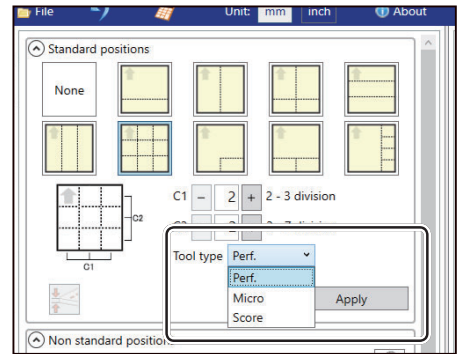 File Unit: mm inch About
Standard positions
None
C1 − 2 + 2 - 3 division
C2
Tool type Perf.
C1
Perf.
Micro Apply
Score
Non standard position